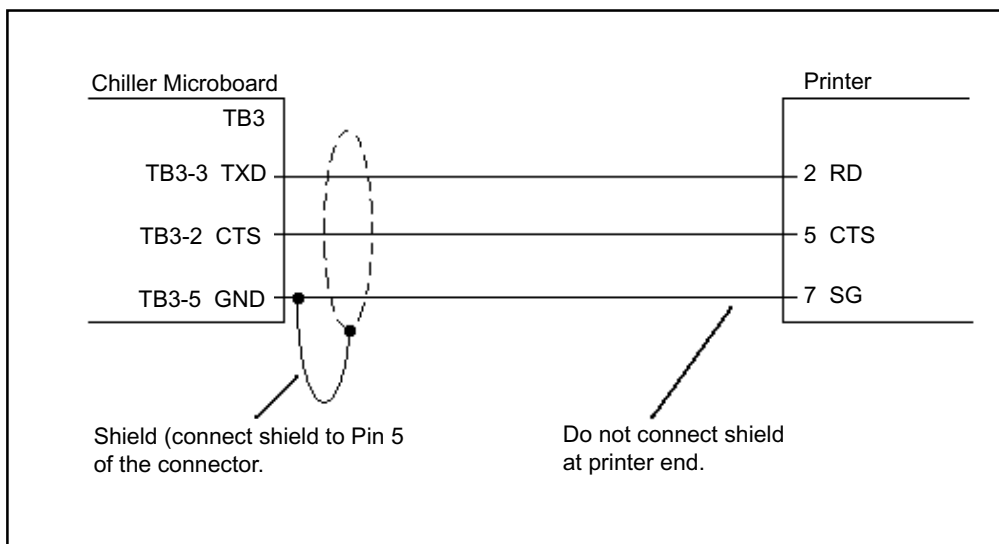 Chiller Microboard
Printer
TB3
TB3-3 TXD
2 RD
TB3-2 CTS
5 CTS
TB3-5 GND
7 SG
Shield (connect shield to Pin 5
of the connector.
Do not connect shield
at printer end.